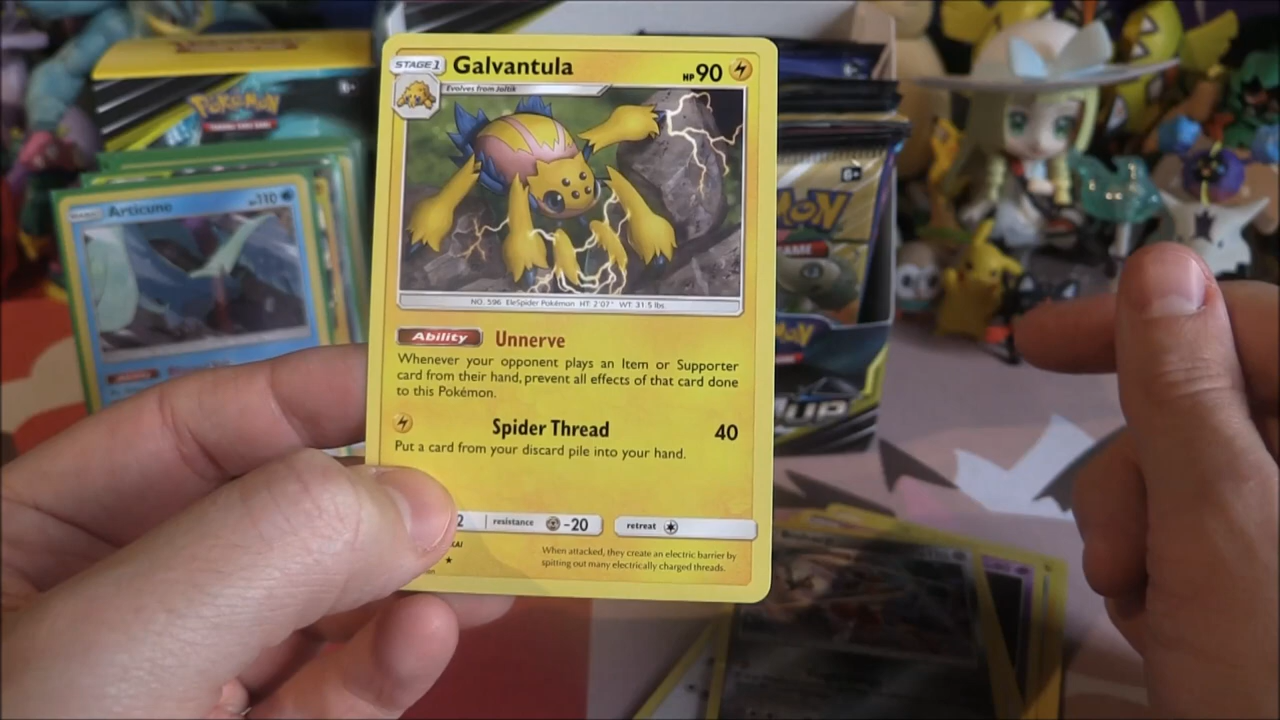 STAGE 1 Galvantula HP 90
Evolves from Joltik
NO. 596 EleSpider Pokémon HT: 2'07" WT: 31.5 lbs.
Ability Unnerve
Whenever your opponent plays an Item or Supporter
card from their hand, prevent all effects of that card done
to this Pokémon.
Spider Thread 40
Put a card from your discard pile into your hand.
2 resistance -20 retreat
When attacked, they create an electric barrier by
spitting out many electrically charged threads.
POKÉMON
Articuno 110
MON
UP